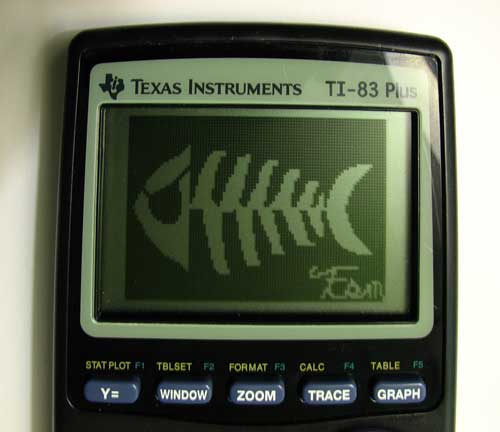 TEXAS INSTRUMENTS TI-83 Plus
STAT PLOT F1 TBLSET F2 FORMAT F3 CALC F4 TABLE F5
Y= WINDOW ZOOM TRACE GRAPH